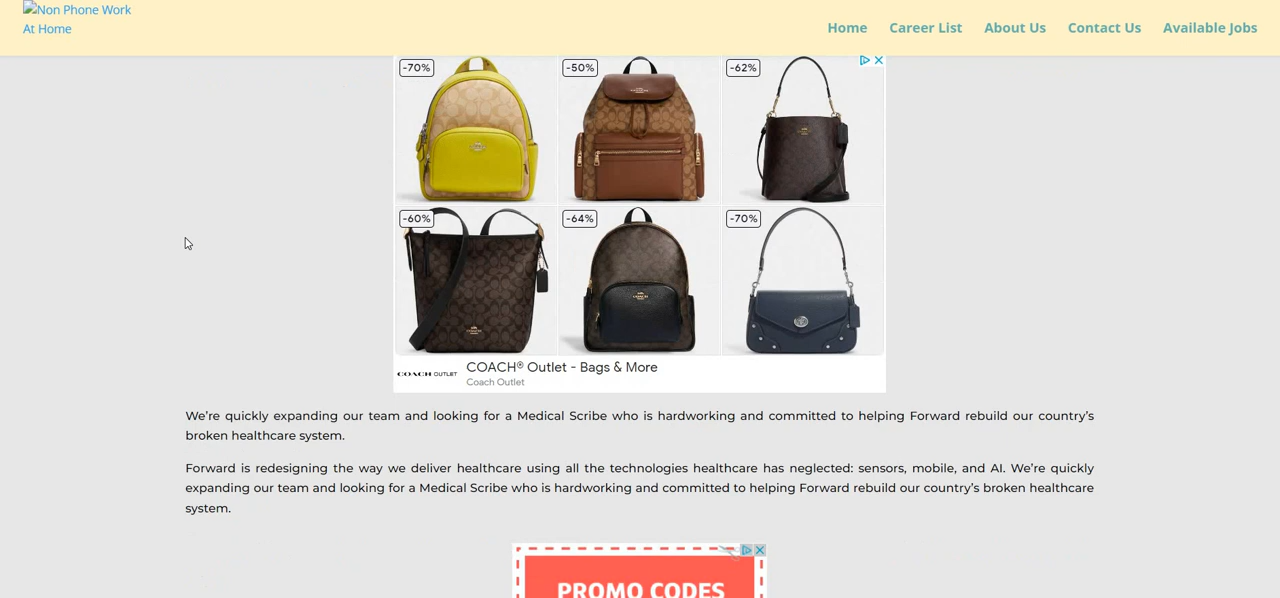 Non Phone Work
At Home
Home Career List About Us Contact Us Available Jobs
-70% -50% -62%
-60% -64% -70%
COACH OUTLET
COACH® Outlet - Bags & More
Coach Outlet
We're quickly expanding our team and looking for a Medical Scribe who is hardworking and committed to helping Forward rebuild our country's
broken healthcare system.
Forward is redesigning the way we deliver healthcare using all the technologies healthcare has neglected: sensors, mobile, and AI. We're quickly
expanding our team and looking for a Medical Scribe who is hardworking and committed to helping Forward rebuild our country's broken healthcare
system.
PROMO CODES